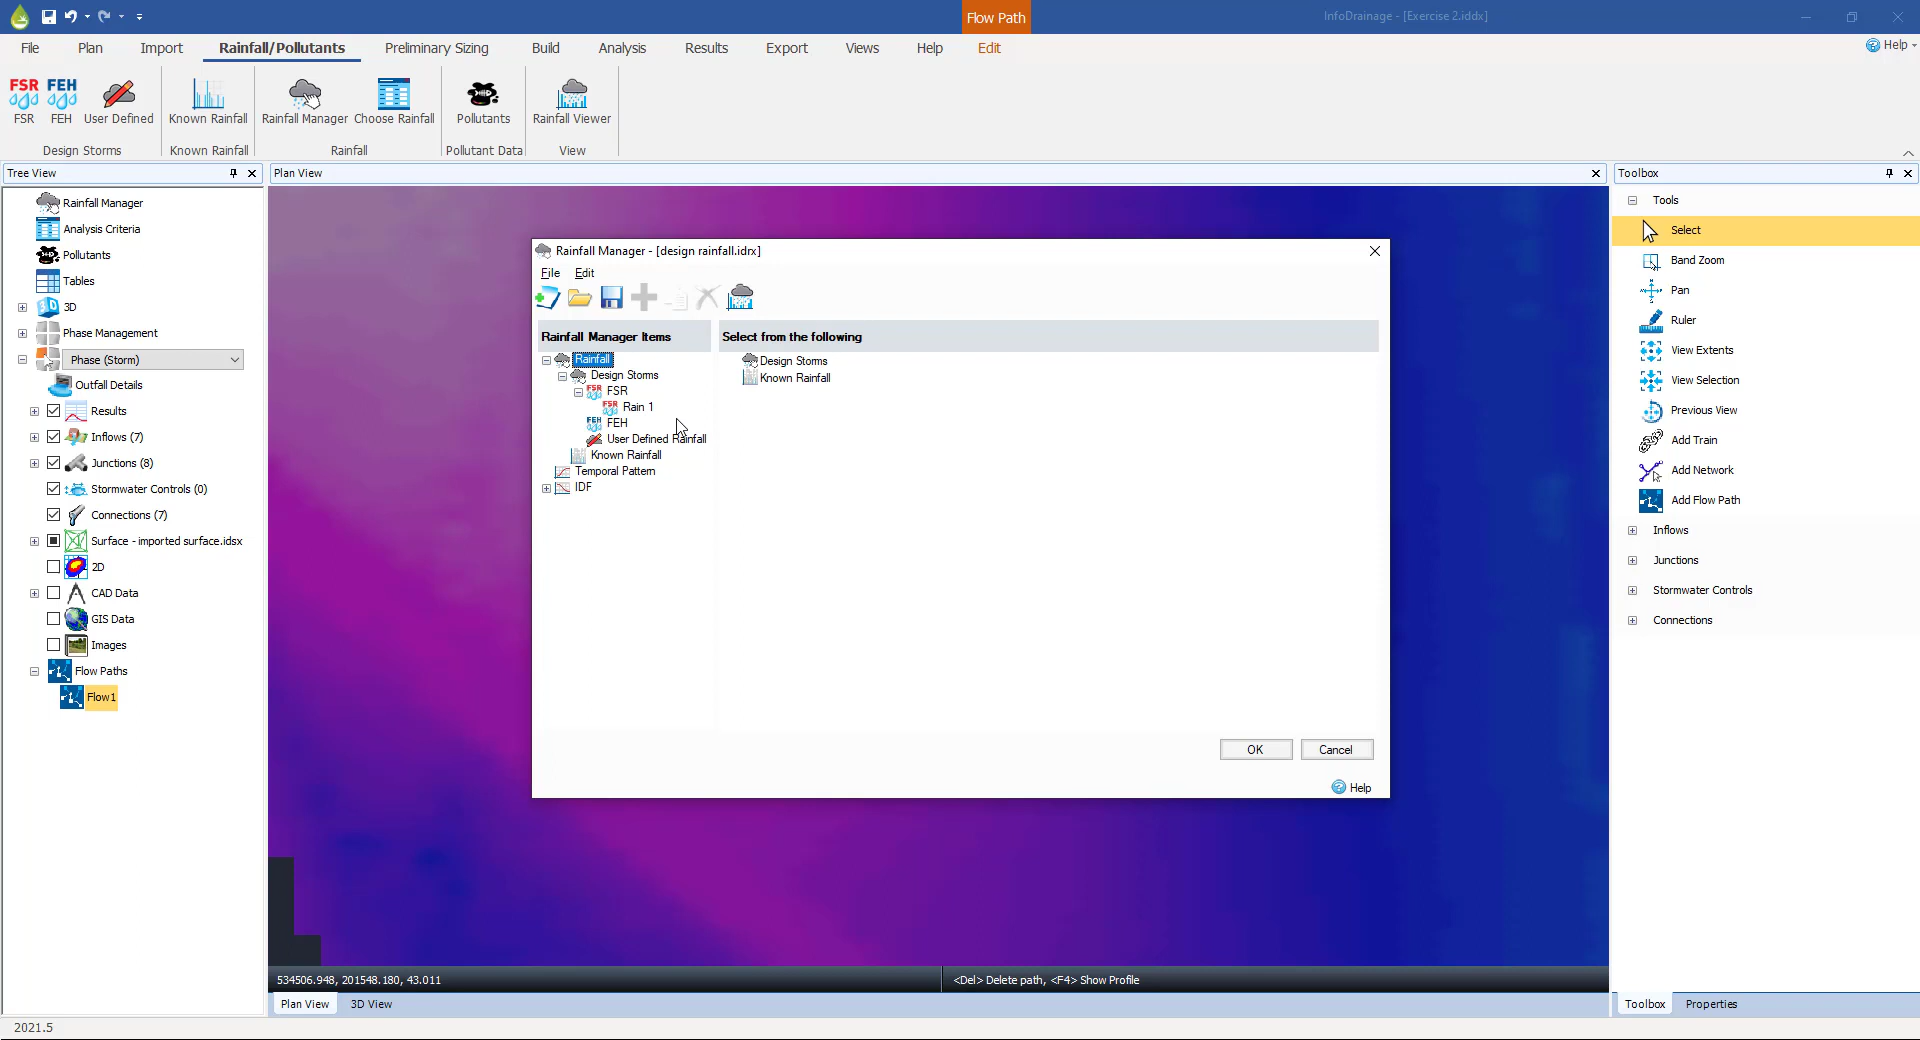 Flow Path
InfoDrainage - [Exercise 2.iddx]
File Plan Import Rainfall/Pollutants Preliminary Sizing Build Analysis Results Export Views Help Edit
Help
FSR FEH
FSR FEH User Defined Known Rainfall Rainfall Manager Choose Rainfall Pollutants Rainfall Viewer
Design Storms Known Rainfall Rainfall Pollutant Data View
Tree View
Rainfall Manager
Analysis Criteria
Pollutants
Tables
3D
Phase Management
Phase (Storm)
Outfall Details
Results
Inflows (7)
Junctions (8)
Stormwater Controls (0)
Connections (7)
Surface - imported surface.idsx
2D
CAD Data
GIS Data
Images
Flow Paths
Flow1
Plan View
Rainfall Manager - [design rainfall.idrx]
File Edit
Rainfall Manager Items
Rainfall
Design Storms
FSR FSR
FSR Rain 1
FEH FEH
User Defined Rainfall
Known Rainfall
Temporal Pattern
IDF
Select from the following
Design Storms
Known Rainfall
OK Cancel
Help
534506.948, 201548.180, 43.011
<Del> Delete path, <F4> Show Profile
Plan View 3D View
Toolbox
Tools
Select
Band Zoom
Pan
Ruler
View Extents
View Selection
Previous View
Add Train
Add Network
Add Flow Path
Inflows
Junctions
Stormwater Controls
Connections
Toolbox Properties
2021.5